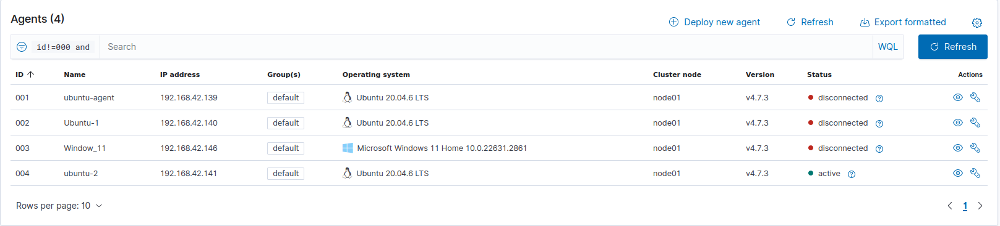 Agents (4)
Deploy new agent Refresh Export formatted
id!=000 and Search WQL Refresh
ID Name IP address Group(s) Operating system Cluster node Version Status Actions
001 ubuntu-agent 192.168.42.139 default Ubuntu 20.04.6 LTS node01 v4.7.3 disconnected ?
002 Ubuntu-1 192.168.42.140 default Ubuntu 20.04.6 LTS node01 v4.7.3 disconnected ?
003 Window_11 192.168.42.146 default Microsoft Windows 11 Home 10.0.22631.2861 node01 v4.7.3 disconnected ?
004 ubuntu-2 192.168.42.141 default Ubuntu 20.04.6 LTS node01 v4.7.3 active ?
Rows per page: 10 1